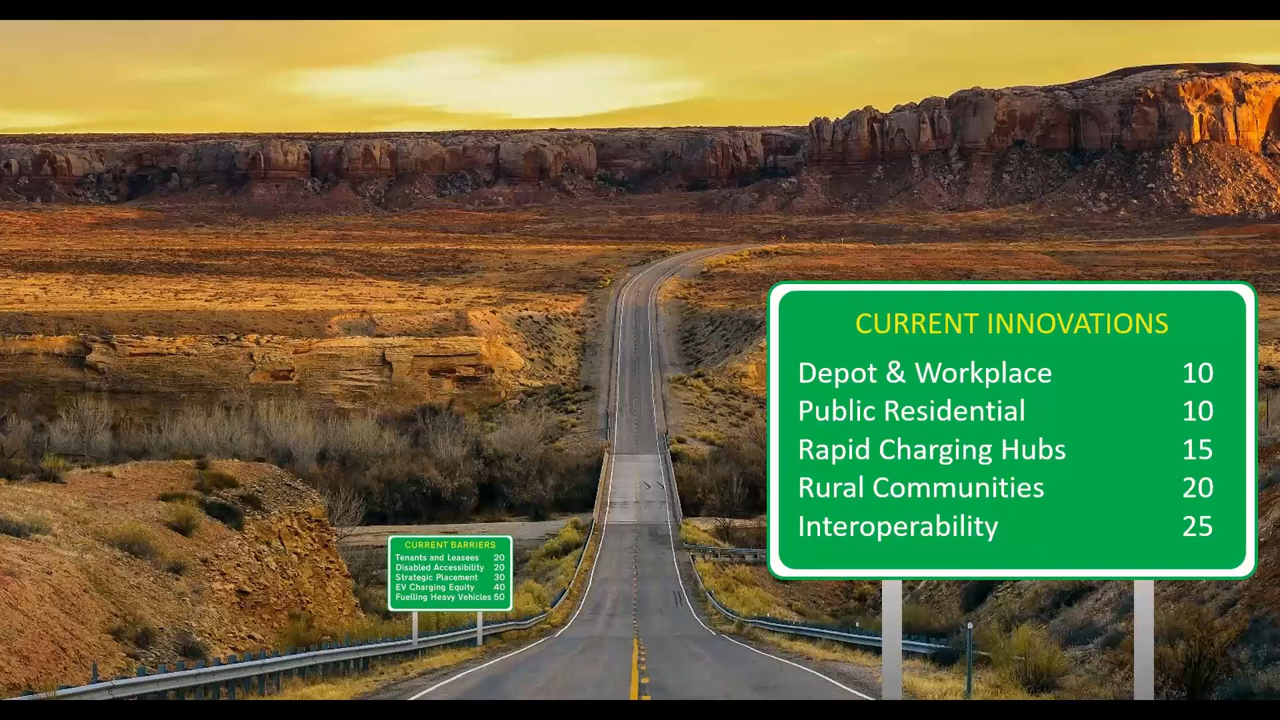 CURRENT INNOVATIONS
Depot & Workplace 10
Public Residential 10
Rapid Charging Hubs 15
Rural Communities 20
Interoperability 25
CURRENT BARRIERS
Tenants and Leasees 20
Disabled Accessibility 20
Strategic Placement 30
EV Charging Equity 40
Fuelling Heavy Vehicles 50